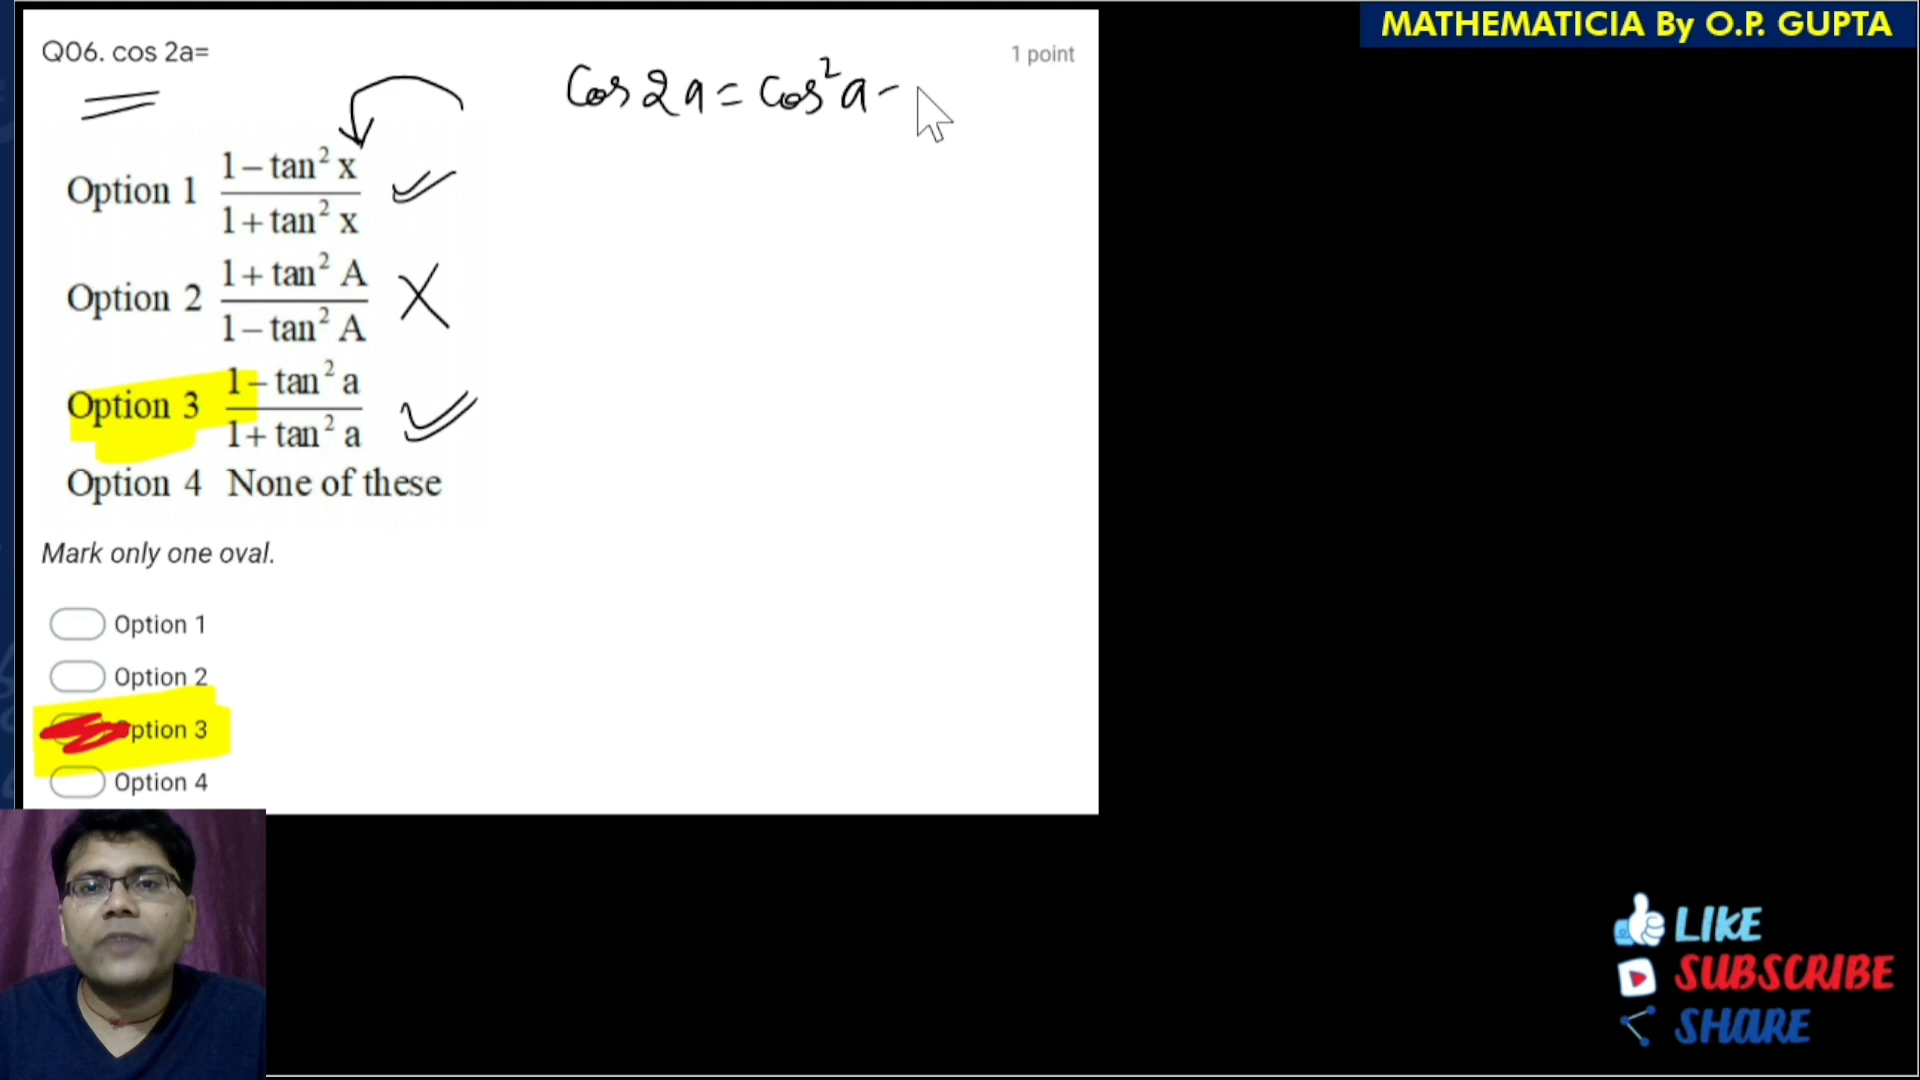 MATHEMATICIA By O.P. GUPTA
Q06. cos 2a=
1 point
Cos 2a = Cos²a -
Option 1 (1 – tan² x)/(1 + tan² x)
Option 2 (1 + tan² A)/(1 – tan² A)
Option 3 (1 – tan² a)/(1 + tan² a)
Option 4 None of these
Mark only one oval.
Option 1
Option 2
ption 3
Option 4
LIKE
SUBSCRIBE
SHARE